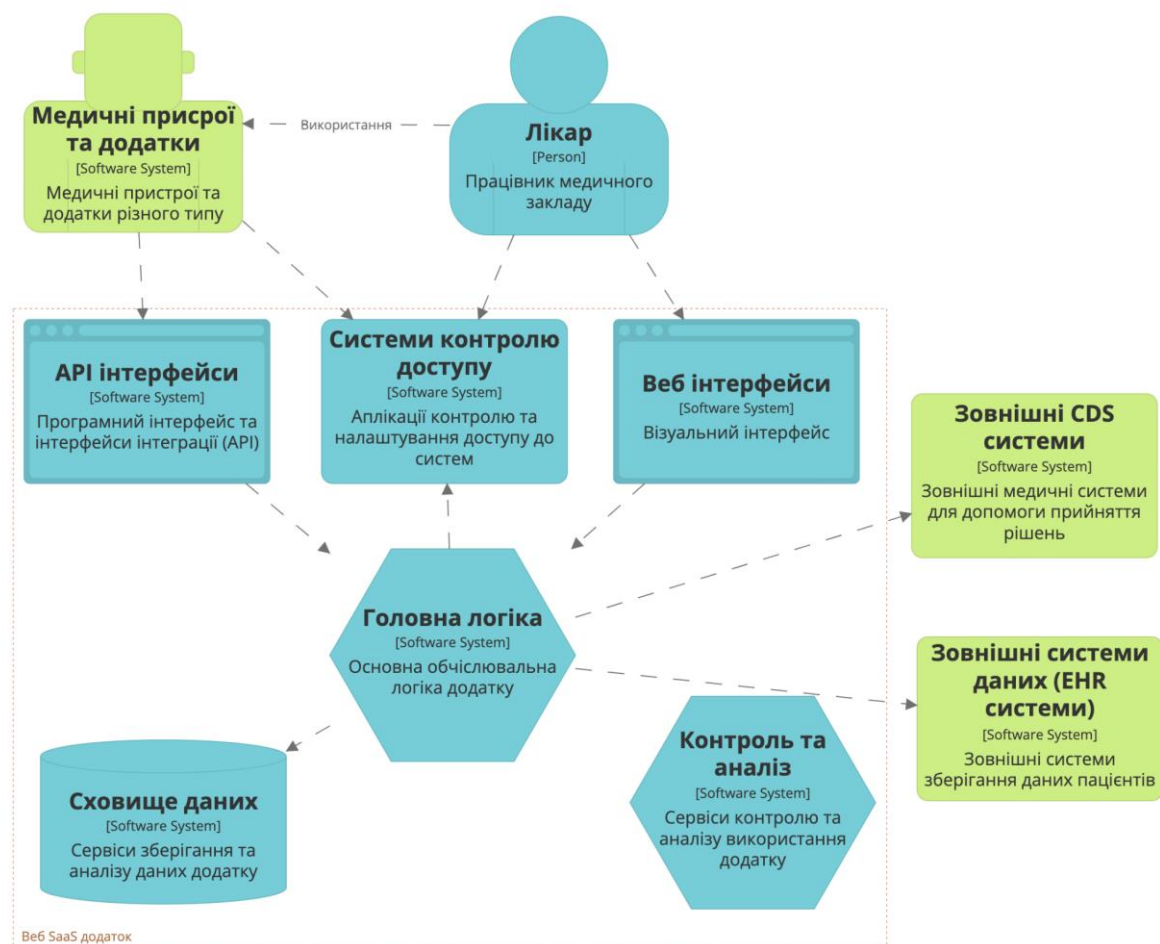 Медичні присрої
та додатки
[Software System]
Медичні пристрої та
додатки різного типу
Використання
Лікар
[Person]
Працівник медичного
закладу
API інтерфейси
[Software System]
Програмний інтерфейс та
інтерфейси інтеграції (API)
Системи контролю
доступу
[Software System]
Аплікації контролю та
налаштування доступу до
систем
Веб інтерфейси
[Software System]
Візуальний інтерфейс
Зовнішні CDS
системи
[Software System]
Зовнішні медичні системи
для допомоги прийняття
рішень
Головна логіка
[Software System]
Основна обчіслювальна
логіка додатку
Зовнішні системи
даних (EHR
системи)
[Software System]
Зовнішні системи
зберігання даних пацієнтів
Контроль та
аналіз
[Software System]
Сервіси контролю та
аналізу використання
додатку
Сховище даних
[Software System]
Сервіси зберігання та
аналізу даних додатку
Веб SaaS додаток